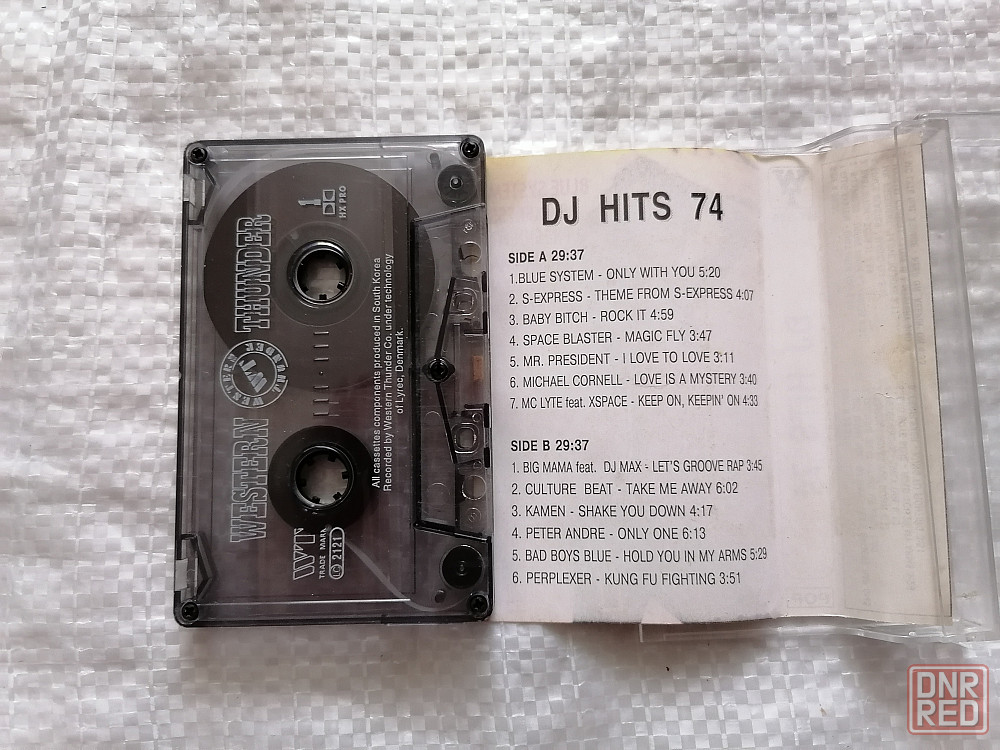 WESTERN THUNDER
WESTERN THUNDER
WT
1
HX PRO
All cassettes components produced in South Korea
Recorded by Western Thunder Co. under technology
of Lyrec, Denmark.
WT
TRADE MARK
LC 2121
DJ HITS 74
SIDE A 29:37
1.BLUE SYSTEM - ONLY WITH YOU 5:20
2. S-EXPRESS - THEME FROM S-EXPRESS 4:07
3. BABY BITCH - ROCK IT 4:59
4. SPACE BLASTER - MAGIC FLY 3:47
5. MR. PRESIDENT - I LOVE TO LOVE 3:11
6. MICHAEL CORNELL - LOVE IS A MYSTERY 3:40
7. MC LYTE feat. XSPACE - KEEP ON, KEEPIN' ON 4:33
SIDE B 29:37
1. BIG MAMA feat. DJ MAX - LET'S GROOVE RAP 3:45
2. CULTURE BEAT - TAKE ME AWAY 6:02
3. KAMEN - SHAKE YOU DOWN 4:17
4. PETER ANDRE - ONLY ONE 6:13
5. BAD BOYS BLUE - HOLD YOU IN MY ARMS 5:29
6. PERPLEXER - KUNG FU FIGHTING 3:51
DNR
RED